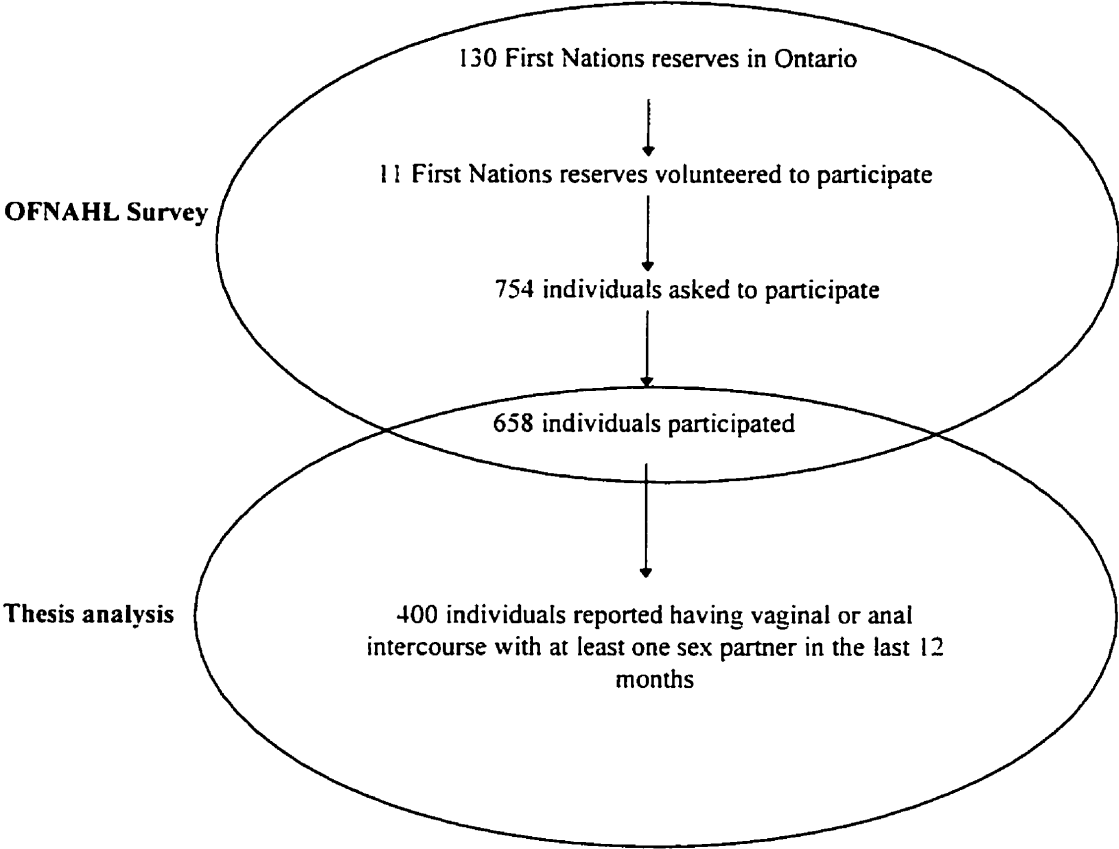 130 First Nations reserves in Ontario
11 First Nations reserves volunteered to participate
OFNAHL Survey
754 individuals asked to participate
658 individuals participated
Thesis analysis
400 individuals reported having vaginal or anal
intercourse with at least one sex partner in the last 12
months